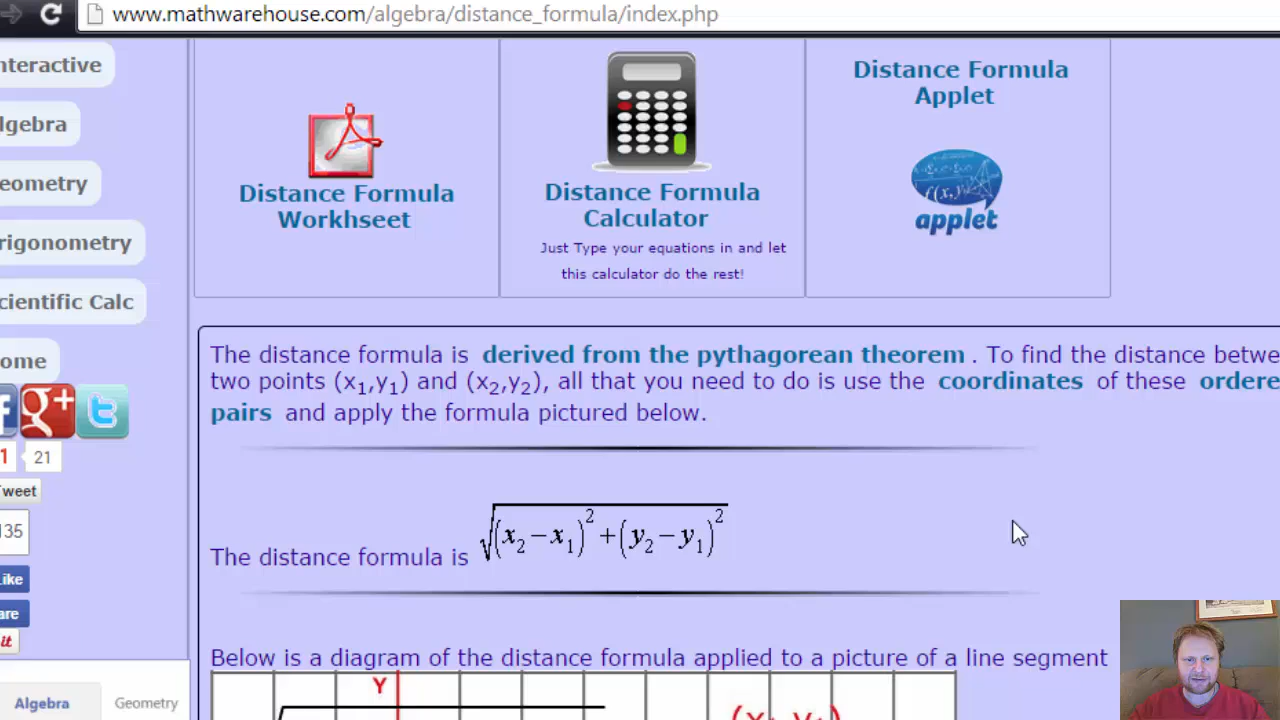 www.mathwarehouse.com/algebra/distance_formula/index.php
nteractive
lgebra
eometry
rigonometry
cientific Calc
ome
f g+
1 21
Tweet
135
ike
are
it
Algebra Geometry
Distance Formula
Workhseet
Distance Formula
Calculator
Just Type your equations in and let
this calculator do the rest!
Distance Formula
Applet
f(x,y)
applet
The distance formula is derived from the pythagorean theorem . To find the distance betwe
two points (x₁,y₁) and (x₂,y₂), all that you need to do is use the coordinates of these ordere
pairs and apply the formula pictured below.
The distance formula is √(x₂−x₁)²+(y₂−y₁)²
Below is a diagram of the distance formula applied to a picture of a line segment
Y